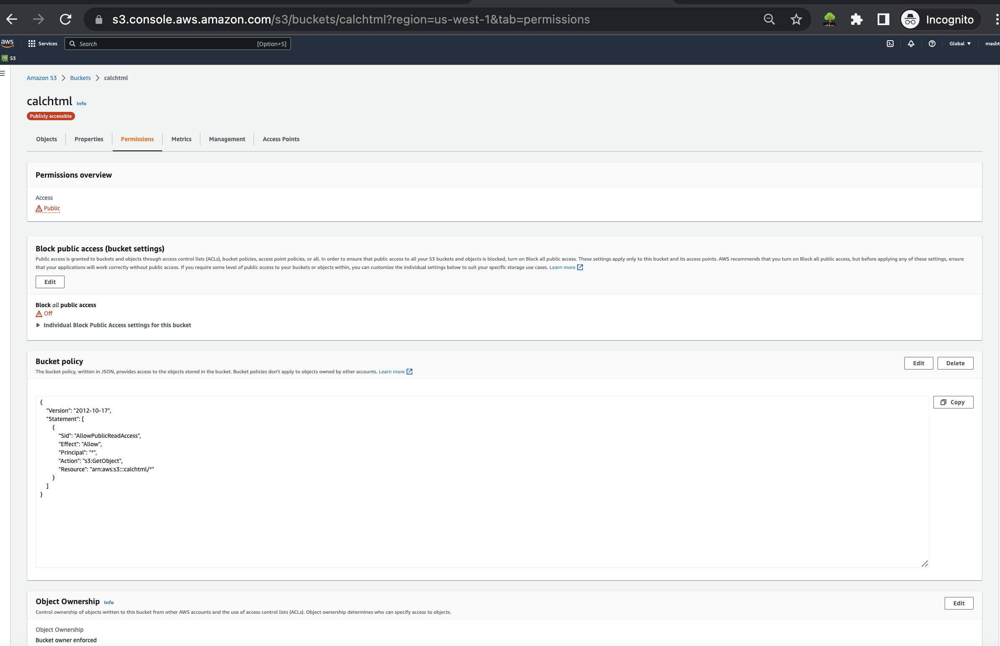 s3.console.aws.amazon.com/s3/buckets/calchtml?region=us-west-1&tab=permissions
HTML
Incognito
aws
Services
Search
[Option+S]
Global
masbt
S3
Amazon S3
Buckets
calchtml
calchtml
Info
Publicly accessible
Objects
Properties
Permissions
Metrics
Management
Access Points
Permissions overview
Access
Public
Block public access (bucket settings)
Public access is granted to buckets and objects through access control lists (ACLs), bucket policies, access point policies, or all. In order to ensure that public access to all your S3 buckets and objects is blocked, turn on Block all public access. These settings apply only to this bucket and its access points. AWS recommends that you turn on Block all public access, but before applying any of these settings, ensure
that your applications will work correctly without public access. If you require some level of public access to your buckets or objects within, you can customize the individual settings below to suit your specific storage use cases. Learn more
Edit
Block all public access
Off
Individual Block Public Access settings for this bucket
Bucket policy
The bucket policy, written in JSON, provides access to the objects stored in the bucket. Bucket policies don't apply to objects owned by other accounts. Learn more
Edit
Delete
{
"Version": "2012-10-17",
"Statement": [
{
"Sid": "AllowPublicReadAccess",
"Effect": "Allow",
"Principal": "*",
"Action": "s3:GetObject",
"Resource": "arn:aws:s3:::calchtml/*"
}
]
}
Copy
Object Ownership
Info
Control ownership of objects written to this bucket from other AWS accounts and the use of access control lists (ACLs). Object ownership determines who can specify access to objects.
Edit
Object Ownership
Bucket owner enforced